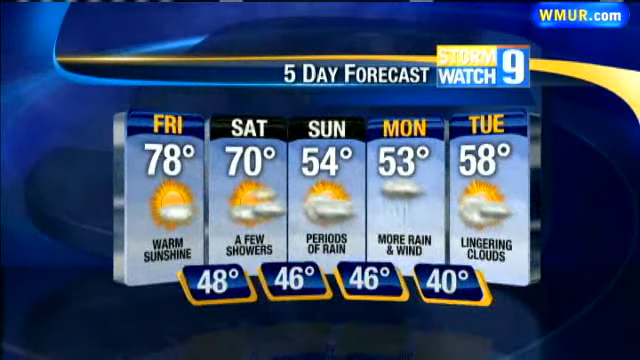 WMUR.com
5 DAY FORECAST
STORM
WATCH 9
FRI SAT SUN MON TUE
78° 70° 54° 53° 58°
WARM SUNSHINE
A FEW SHOWERS
PERIODS OF RAIN
MORE RAIN & WIND
LINGERING CLOUDS
48° 46° 46° 40°